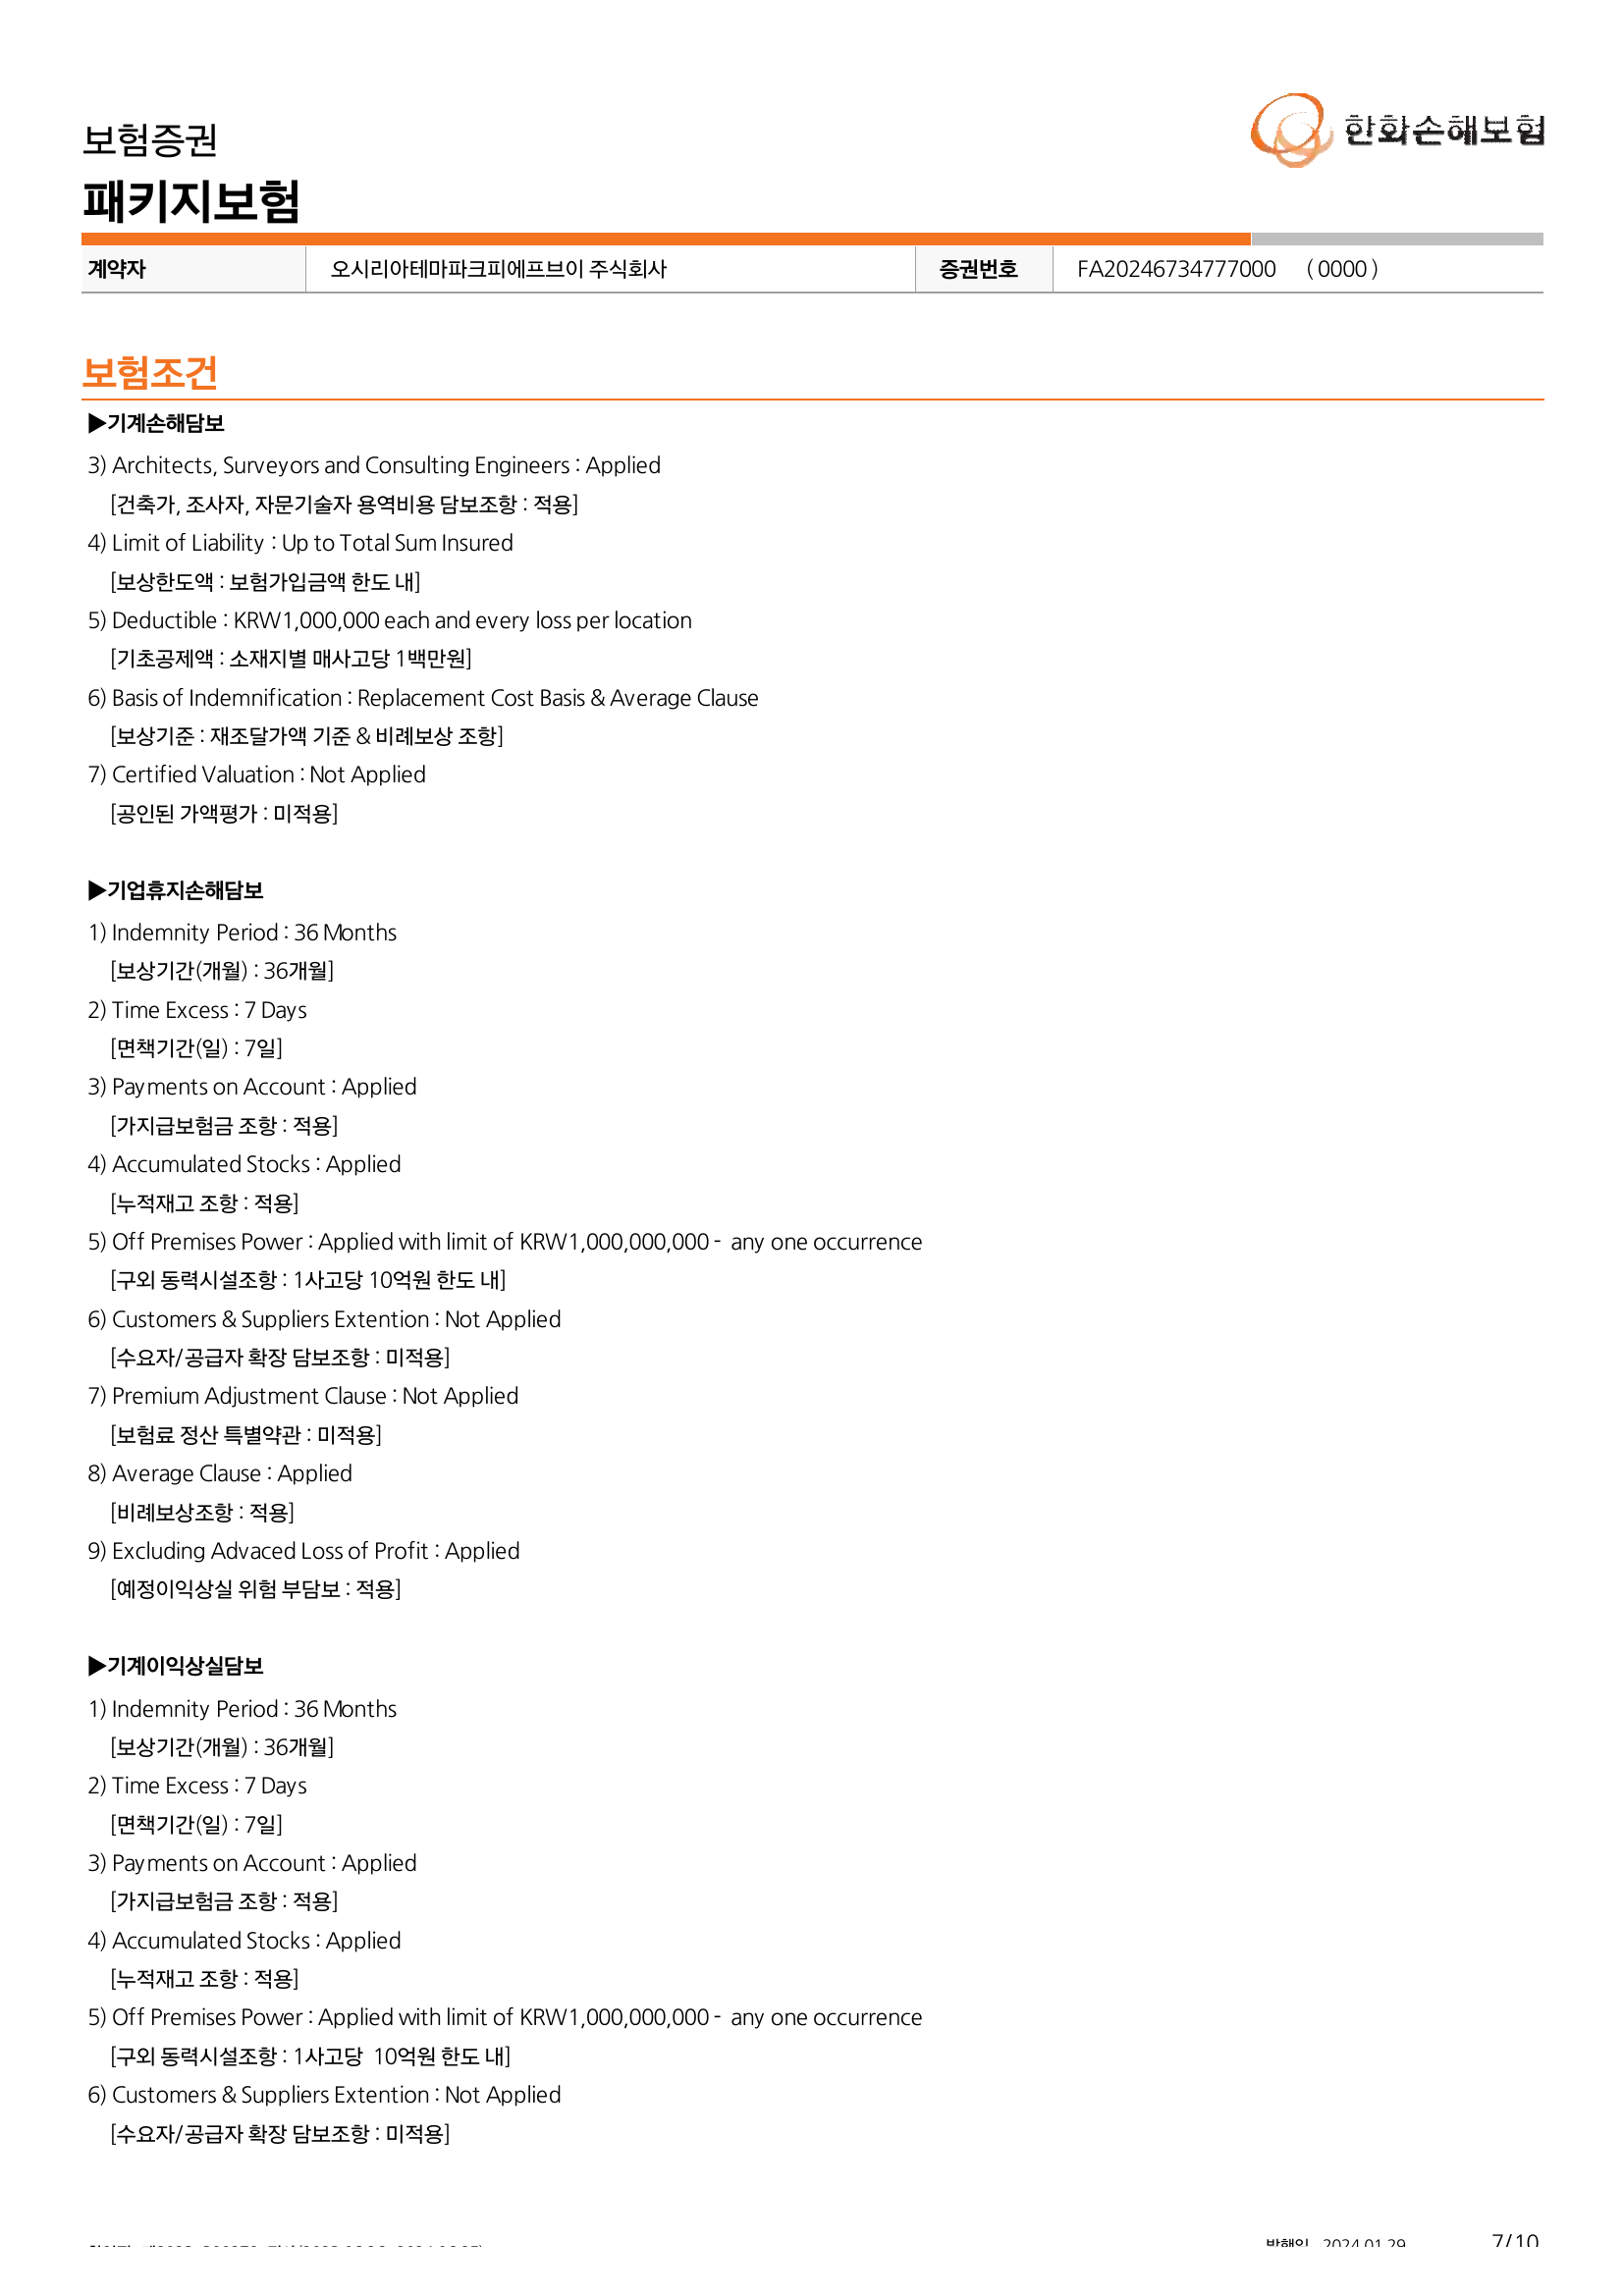 보험증권
한화손해보험
패키지보험
계약자 오시리아테마파크피에프브이 주식회사 증권번호 FA20246734777000 ( 0000 )
보험조건
▶기계손해담보
3) Architects, Surveyors and Consulting Engineers : Applied
[건축가, 조사자, 자문기술자 용역비용 담보조항 : 적용]
4) Limit of Liability : Up to Total Sum Insured
[보상한도액 : 보험가입금액 한도 내]
5) Deductible : KRW1,000,000 each and every loss per location
[기초공제액 : 소재지별 매사고당 1백만원]
6) Basis of Indemnification : Replacement Cost Basis & Average Clause
[보상기준 : 재조달가액 기준 & 비례보상 조항]
7) Certified Valuation : Not Applied
[공인된 가액평가 : 미적용]
▶기업휴지손해담보
1) Indemnity Period : 36 Months
[보상기간(개월) : 36개월]
2) Time Excess : 7 Days
[면책기간(일) : 7일]
3) Payments on Account : Applied
[가지급보험금 조항 : 적용]
4) Accumulated Stocks : Applied
[누적재고 조항 : 적용]
5) Off Premises Power : Applied with limit of KRW1,000,000,000 - any one occurrence
[구외 동력시설조항 : 1사고당 10억원 한도 내]
6) Customers & Suppliers Extention : Not Applied
[수요자/공급자 확장 담보조항 : 미적용]
7) Premium Adjustment Clause : Not Applied
[보험료 정산 특별약관 : 미적용]
8) Average Clause : Applied
[비례보상조항 : 적용]
9) Excluding Advaced Loss of Profit : Applied
[예정이익상실 위험 부담보 : 적용]
▶기계이익상실담보
1) Indemnity Period : 36 Months
[보상기간(개월) : 36개월]
2) Time Excess : 7 Days
[면책기간(일) : 7일]
3) Payments on Account : Applied
[가지급보험금 조항 : 적용]
4) Accumulated Stocks : Applied
[누적재고 조항 : 적용]
5) Off Premises Power : Applied with limit of KRW1,000,000,000 - any one occurrence
[구외 동력시설조항 : 1사고당 10억원 한도 내]
6) Customers & Suppliers Extention : Not Applied
[수요자/공급자 확장 담보조항 : 미적용]
발행일 2024.01.29 7/10